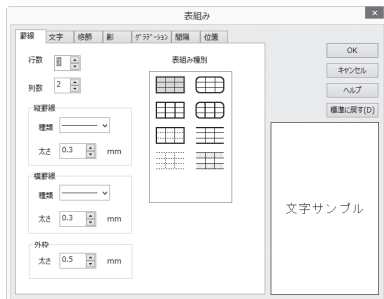 表組み
罫線 文字 修飾 影 グラデーション 間隔 位置
行数
列数 2
縦罫線
種類
太さ 0.3 mm
横罫線
種類
太さ 0.3 mm
外枠
太さ 0.5 mm
表組み種別
OK
キャンセル
ヘルプ
標準に戻す(D)
文字サンプル